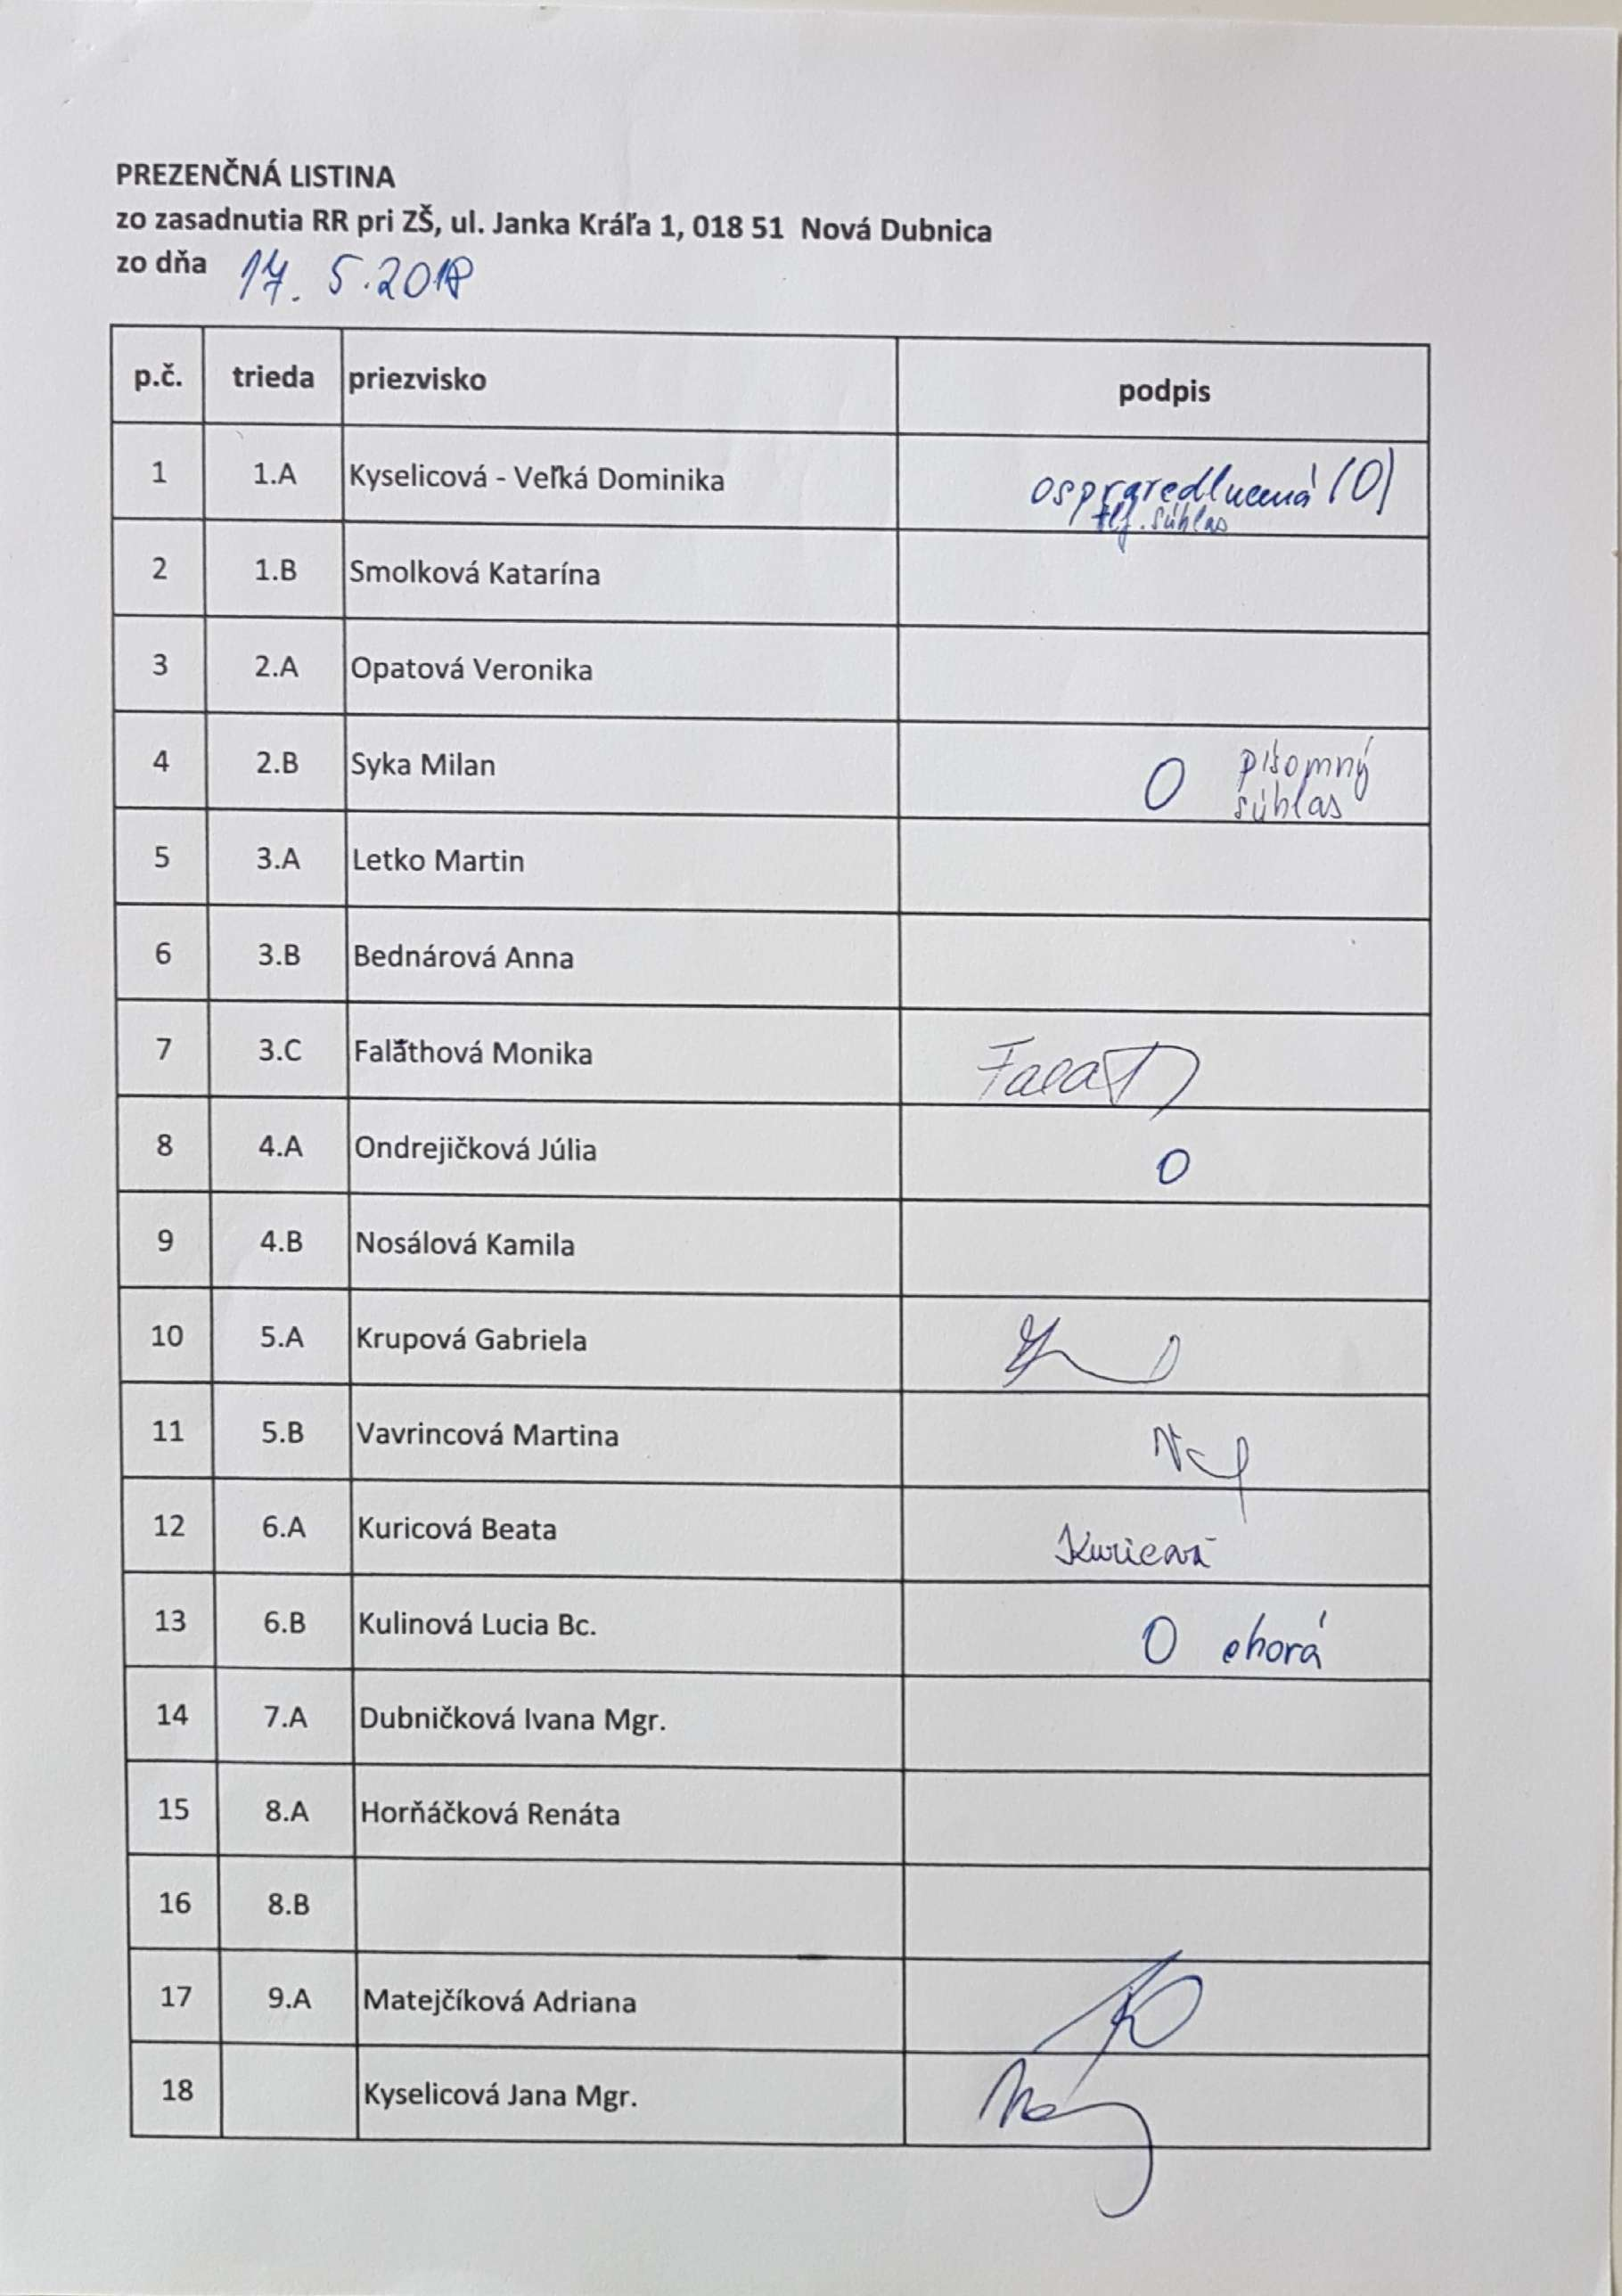 PREZENČNÁ LISTINA
zo zasadnutia RR pri ZŠ, ul. Janka Kráľa 1, 018 51 Nová Dubnica
zo dňa 17. 5.2018
p.č. trieda priezvisko podpis
1 1.A Kyselicová - Veľká Dominika ospraredlnená (O)
tlf. súhlas
2 1.B Smolková Katarína
3 2.A Opatová Veronika
4 2.B Syka Milan O písomný
súhlas
5 3.A Letko Martin
6 3.B Bednárová Anna
7 3.C Faláthová Monika
8 4.A Ondrejičková Júlia O
9 4.B Nosálová Kamila
10 5.A Krupová Gabriela
11 5.B Vavrincová Martina
12 6.A Kuricová Beata Kuricová
13 6.B Kulinová Lucia Bc. O chorá
14 7.A Dubničková Ivana Mgr.
15 8.A Horňáčková Renáta
16 8.B
17 9.A Matejčíková Adriana
18 Kyselicová Jana Mgr.